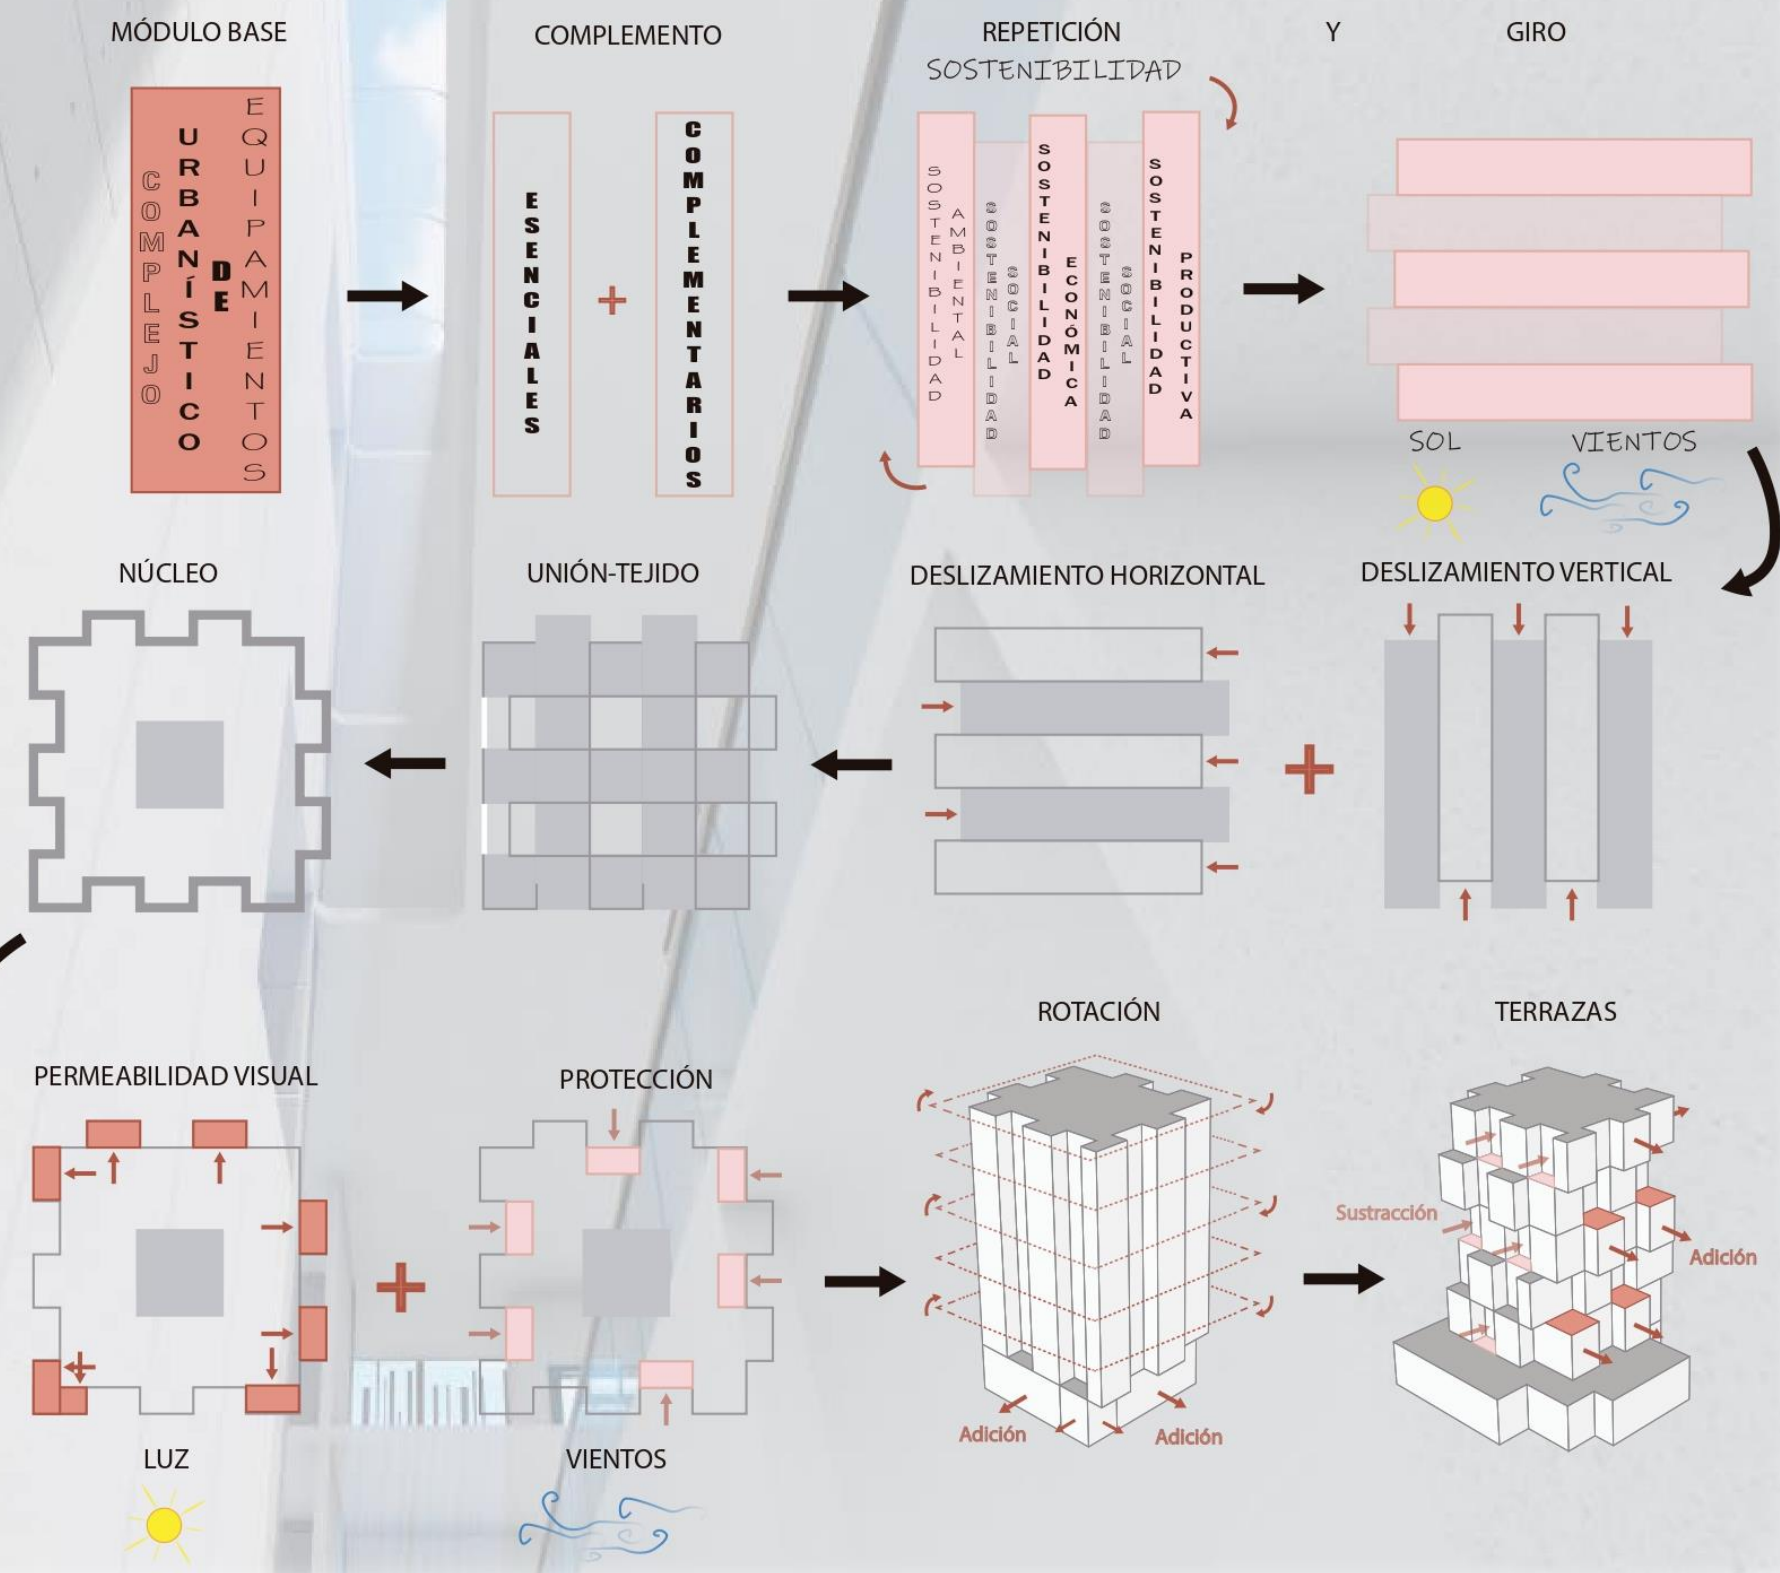 MÓDULO BASE
COMPLEMENTO
REPETICIÓN
Y
GIRO
SOSTENIBILIDAD
COMPLEJO
URBANÍSTICO
DE
EQUIPAMIENTOS
ESENCIALES
+
COMPLEMENTARIOS
SOSTENIBILIDAD
AMBIENTAL
SOSTENIBILIDAD
SOCIAL
SOSTENIBILIDAD
ECONÓMICA
SOSTENIBILIDAD
SOCIAL
SOSTENIBILIDAD
PRODUCTIVA
SOL
VIENTOS
NÚCLEO
UNIÓN-TEJIDO
DESLIZAMIENTO HORIZONTAL
+
DESLIZAMIENTO VERTICAL
PERMEABILIDAD VISUAL
+
PROTECCIÓN
ROTACIÓN
TERRAZAS
Sustracción
Adición
Adición
Adición
LUZ
VIENTOS